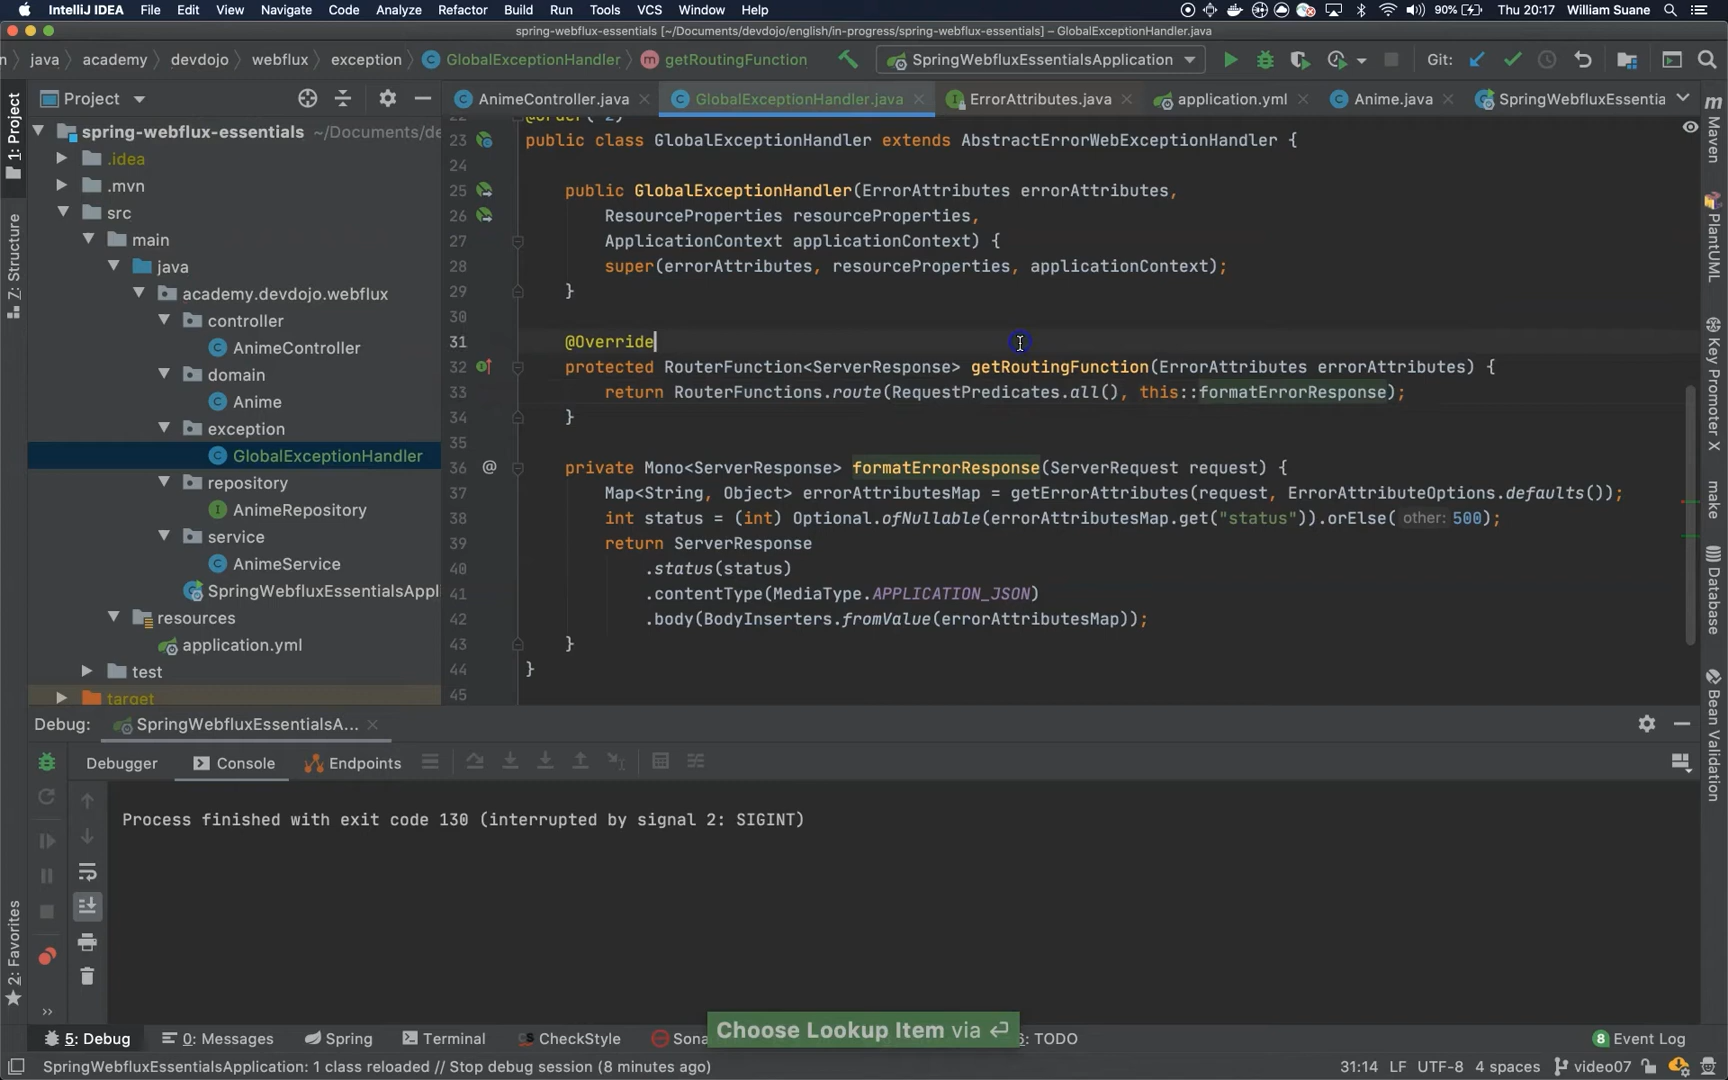 IntelliJ IDEA File Edit View Navigate Code Analyze Refactor Build Run Tools VCS Window Help 90% Thu 20:17 William Suane
spring-webflux-essentials [~/Documents/devdojo/english/in-progress/spring-webflux-essentials] – GlobalExceptionHandler.java
java academy devdojo webflux exception GlobalExceptionHandler getRoutingFunction SpringWebfluxEssentialsApplication Git:
Project AnimeController.java GlobalExceptionHandler.java ErrorAttributes.java application.yml Anime.java SpringWebfluxEssentia
1: Project
Z: Structure
2: Favorites
spring-webflux-essentials ~/Documents/de
.idea
.mvn
src
main
java
academy.devdojo.webflux
controller
AnimeController
domain
Anime
exception
GlobalExceptionHandler
repository
AnimeRepository
service
AnimeService
SpringWebfluxEssentialsAppl
resources
application.yml
test
target
23 public class GlobalExceptionHandler extends AbstractErrorWebExceptionHandler {
24
25 public GlobalExceptionHandler(ErrorAttributes errorAttributes,
26 ResourceProperties resourceProperties,
27 ApplicationContext applicationContext) {
28 super(errorAttributes, resourceProperties, applicationContext);
29 }
30
31 @Override
32 protected RouterFunction<ServerResponse> getRoutingFunction(ErrorAttributes errorAttributes) {
33 return RouterFunctions.route(RequestPredicates.all(), this::formatErrorResponse);
34 }
35
36 private Mono<ServerResponse> formatErrorResponse(ServerRequest request) {
37 Map<String, Object> errorAttributesMap = getErrorAttributes(request, ErrorAttributeOptions.defaults());
38 int status = (int) Optional.ofNullable(errorAttributesMap.get("status")).orElse( other: 500);
39 return ServerResponse
40 .status(status)
41 .contentType(MediaType.APPLICATION_JSON)
42 .body(BodyInserters.fromValue(errorAttributesMap));
43 }
44 }
45
Maven
PlantUML
Key Promoter X
make
Database
Bean Validation
Debug: SpringWebfluxEssentialsA...
Debugger Console Endpoints
Process finished with exit code 130 (interrupted by signal 2: SIGINT)
Choose Lookup Item via
5: Debug 0: Messages Spring Terminal CheckStyle Sona 6: TODO 8 Event Log
SpringWebfluxEssentialsApplication: 1 class reloaded // Stop debug session (8 minutes ago) 31:14 LF UTF-8 4 spaces video07